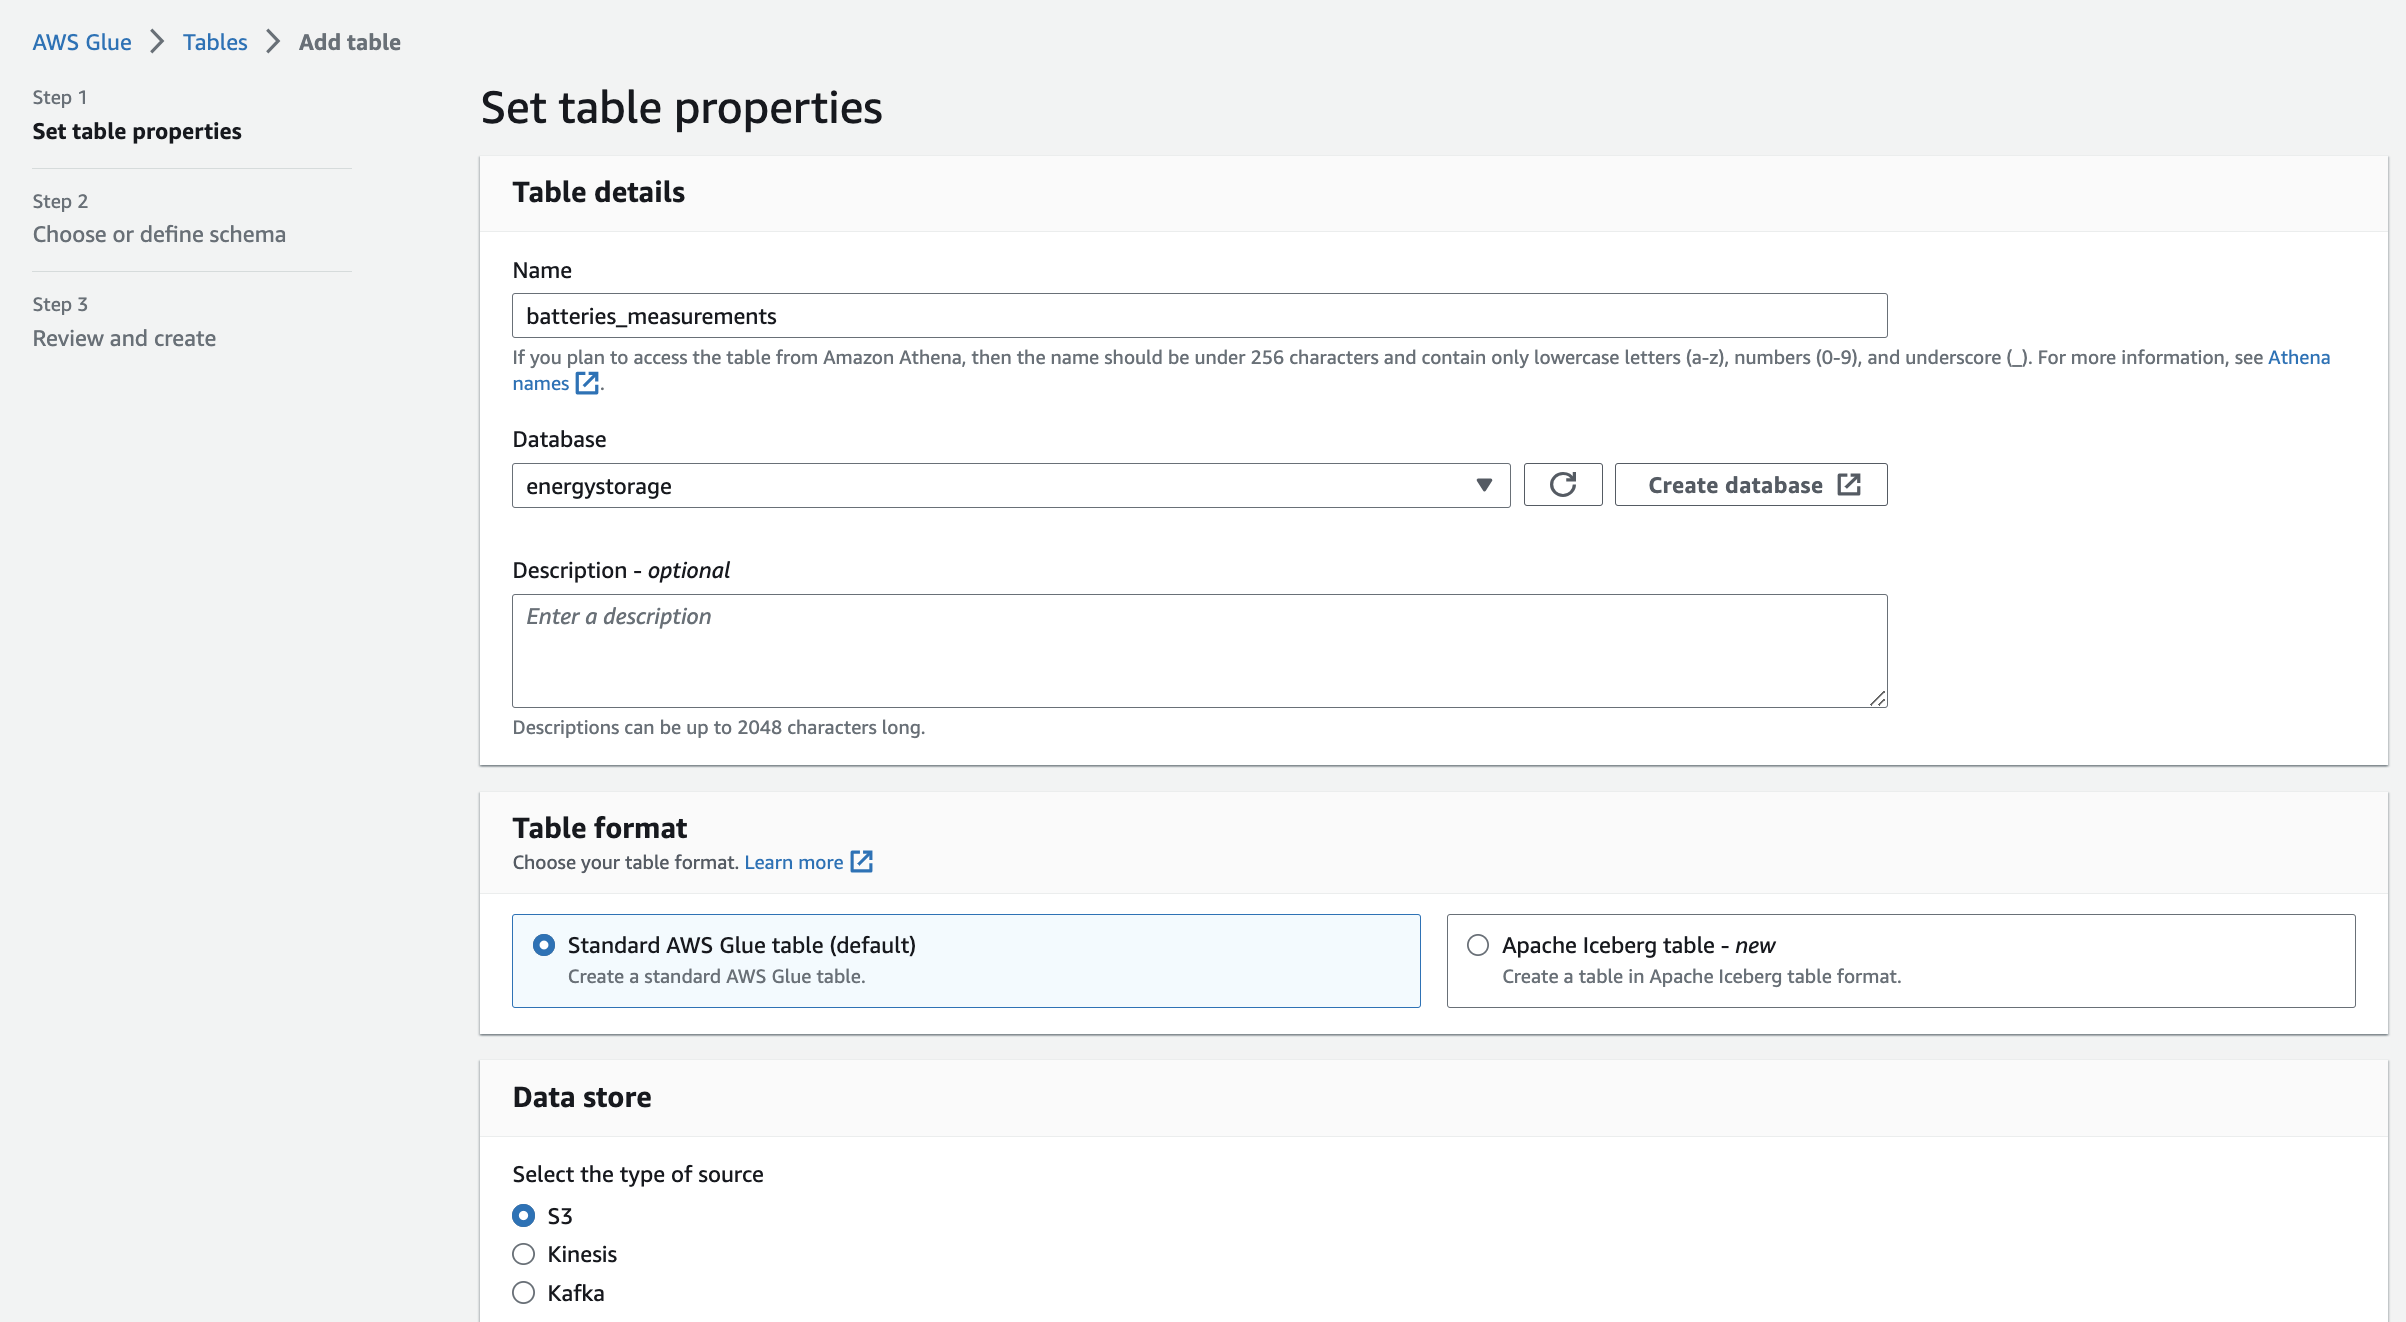 AWS Glue > Tables > Add table
Step 1
Set table properties
Step 2
Choose or define schema
Step 3
Review and create
Set table properties
Table details
Name
batteries_measurements
If you plan to access the table from Amazon Athena, then the name should be under 256 characters and contain only lowercase letters (a-z), numbers (0-9), and underscore (_). For more information, see Athena
names.
Database
energystorage
Create database
Description - optional
Enter a description
Descriptions can be up to 2048 characters long.
Table format
Choose your table format. Learn more
Standard AWS Glue table (default)
Create a standard AWS Glue table.
Apache Iceberg table - new
Create a table in Apache Iceberg table format.
Data store
Select the type of source
S3
Kinesis
Kafka